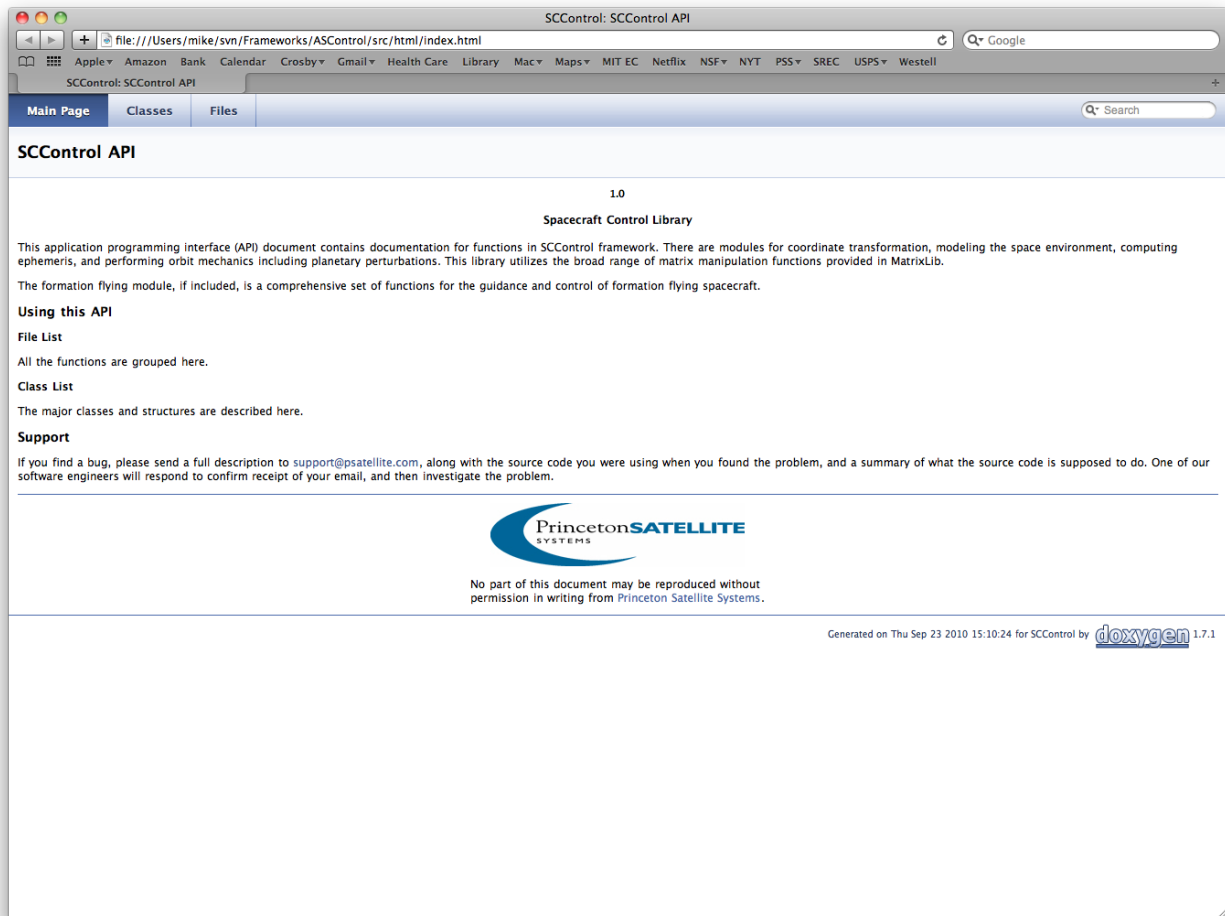 SCControl: SCControl API
file:///Users/mike/svn/Frameworks/ASControl/src/html/index.html
Google
Apple Amazon Bank Calendar Crosby Gmail Health Care Library Mac Maps MIT EC Netflix NSF NYT PSS SREC USPS Westell
SCControl: SCControl API
Main Page Classes Files Search
SCControl API
1.0
Spacecraft Control Library
This application programming interface (API) document contains documentation for functions in SCControl framework. There are modules for coordinate transformation, modeling the space environment, computing
ephemeris, and performing orbit mechanics including planetary perturbations. This library utilizes the broad range of matrix manipulation functions provided in MatrixLib.
The formation flying module, if included, is a comprehensive set of functions for the guidance and control of formation flying spacecraft.
Using this API
File List
All the functions are grouped here.
Class List
The major classes and structures are described here.
Support
If you find a bug, please send a full description to support@psatellite.com, along with the source code you were using when you found the problem, and a summary of what the source code is supposed to do. One of our
software engineers will respond to confirm receipt of your email, and then investigate the problem.
PrincetonSATELLITE
SYSTEMS
No part of this document may be reproduced without
permission in writing from Princeton Satellite Systems.
Generated on Thu Sep 23 2010 15:10:24 for SCControl by doxygen 1.7.1